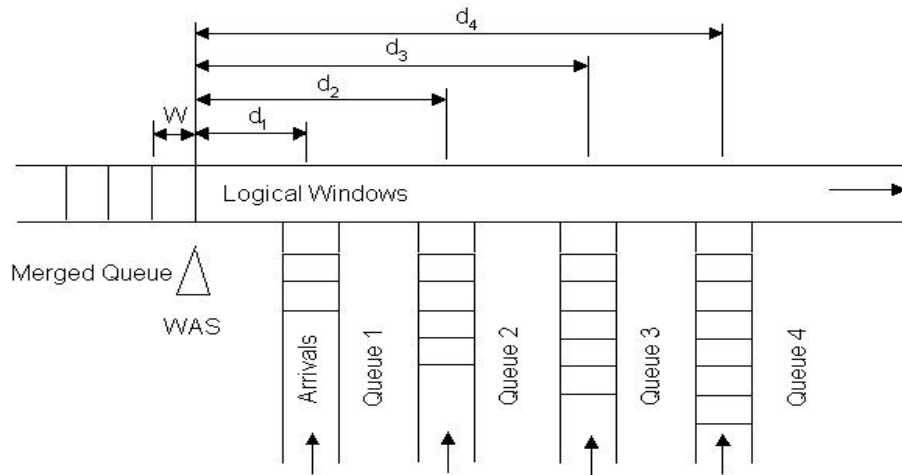 d4
d3
d2
W
d1
Logical Windows
Merged Queue
WAS
Arrivals
Queue 1
Queue 2
Queue 3
Queue 4